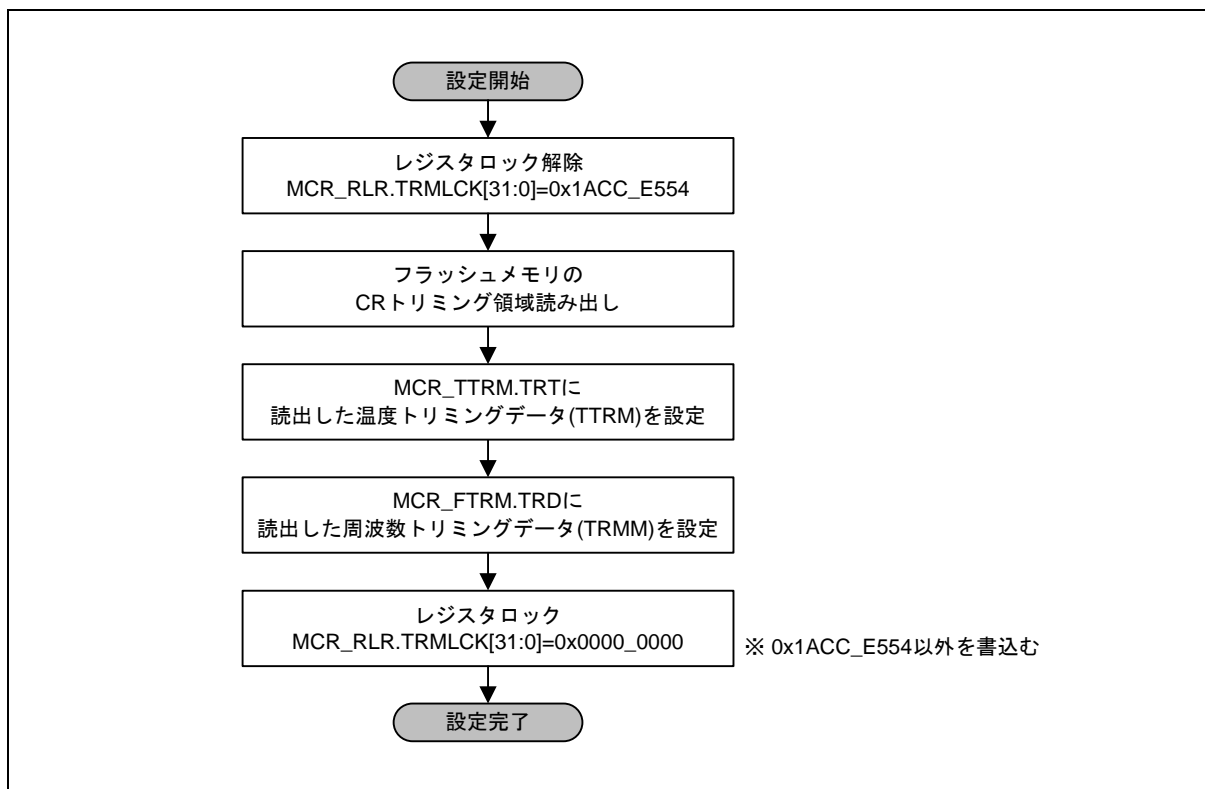 設定開始
レジスタロック解除
MCR_RLR.TRMLCK[31:0]=0x1ACC_E554
フラッシュメモリの
CRトリミング領域読み出し
MCR_TTRM.TRTに
読出した温度トリミングデータ(TTRM)を設定
MCR_FTRM.TRDに
読出した周波数トリミングデータ(TRMM)を設定
レジスタロック
MCR_RLR.TRMLCK[31:0]=0x0000_0000
※ 0x1ACC_E554以外を書込む
設定完了